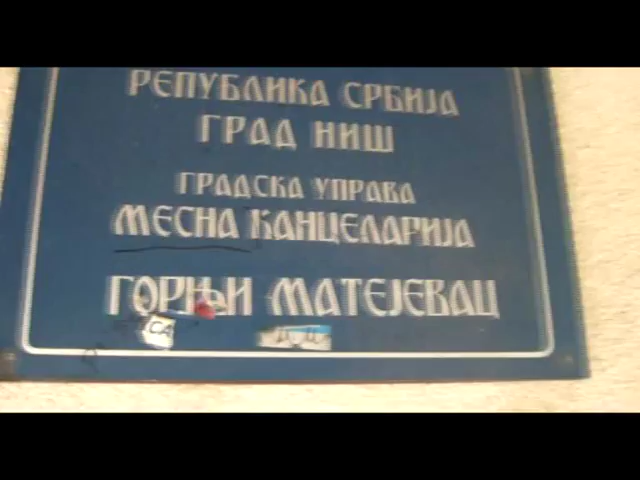 РЕПУБЛИКА СРБИЈА
ГРАД НИШ
ГРАДСКА УПРАВА
МЕСНА КАНЦЕЛАРИЈА
ГОРЊИ МАТЕЈЕВАЦ